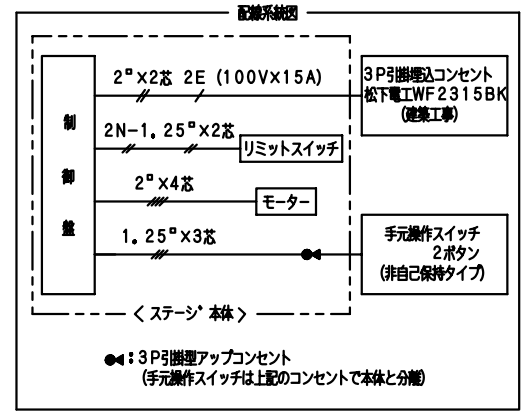 配線系統図
2□×2芯 2E (100V×15A)
3P引掛埋込コンセント
松下電工WF2315BK
(建築工事)
制
御
盤
2N-1.25□×2芯
リミットスイッチ
2□×4芯
モーター
1.25□×3芯
手元操作スイッチ
2ボタン
(非自己保持タイプ)
〈 ステージ本体 〉
:3P引掛型アップコンセント
(手元操作スイッチは上記のコンセントで本体と分離)